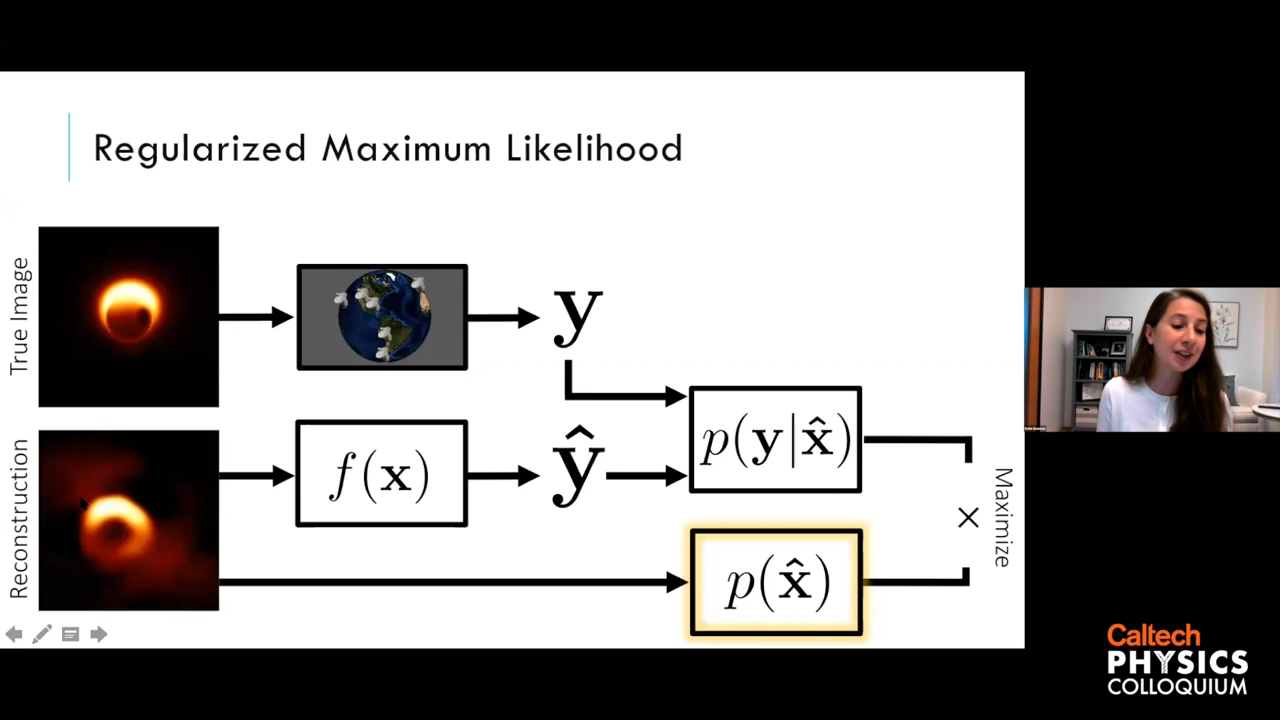 Regularized Maximum Likelihood
True Image
y
Reconstruction
f(x)
ŷ
p(y|x̂)
p(x̂)
×
Maximize
Caltech
PHYSICS
COLLOQUIUM